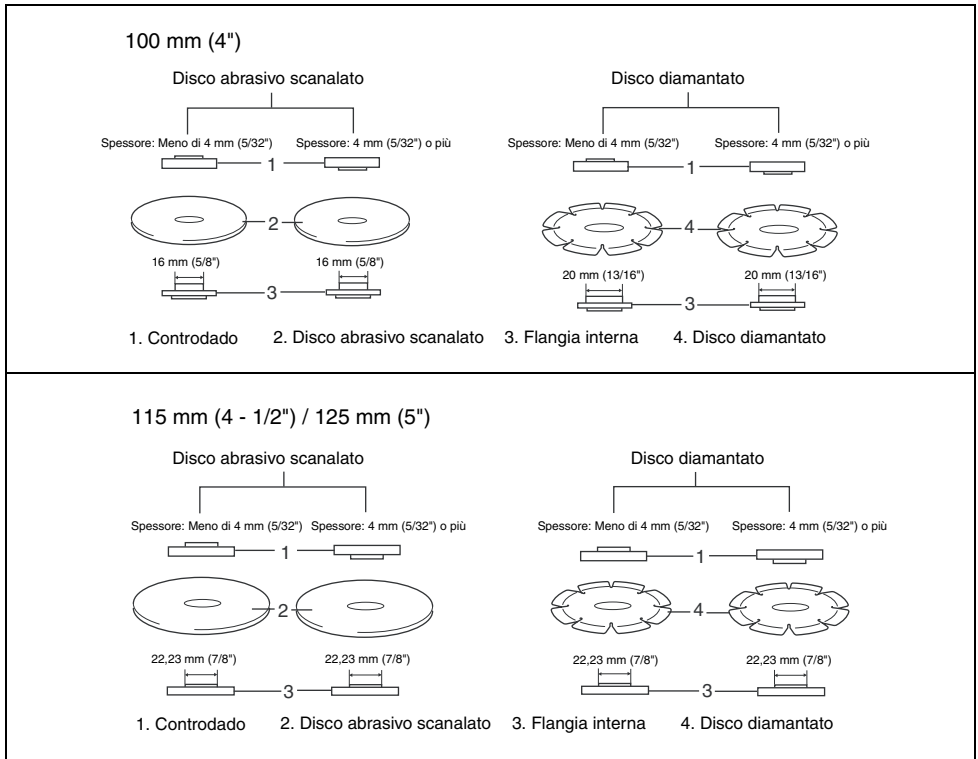 100 mm (4")
Disco abrasivo scanalato
Disco diamantato
Spessore: Meno di 4 mm (5/32") Spessore: 4 mm (5/32") o più
Spessore: Meno di 4 mm (5/32") Spessore: 4 mm (5/32") o più
1
1
2
4
16 mm (5/8") 16 mm (5/8")
20 mm (13/16") 20 mm (13/16")
3
3
1. Controdado 2. Disco abrasivo scanalato 3. Flangia interna 4. Disco diamantato
115 mm (4 - 1/2") / 125 mm (5")
Disco abrasivo scanalato
Disco diamantato
Spessore: Meno di 4 mm (5/32") Spessore: 4 mm (5/32") o più
Spessore: Meno di 4 mm (5/32") Spessore: 4 mm (5/32") o più
1
1
2
4
22,23 mm (7/8") 22,23 mm (7/8")
22,23 mm (7/8") 22,23 mm (7/8")
3
3
1. Controdado 2. Disco abrasivo scanalato 3. Flangia interna 4. Disco diamantato